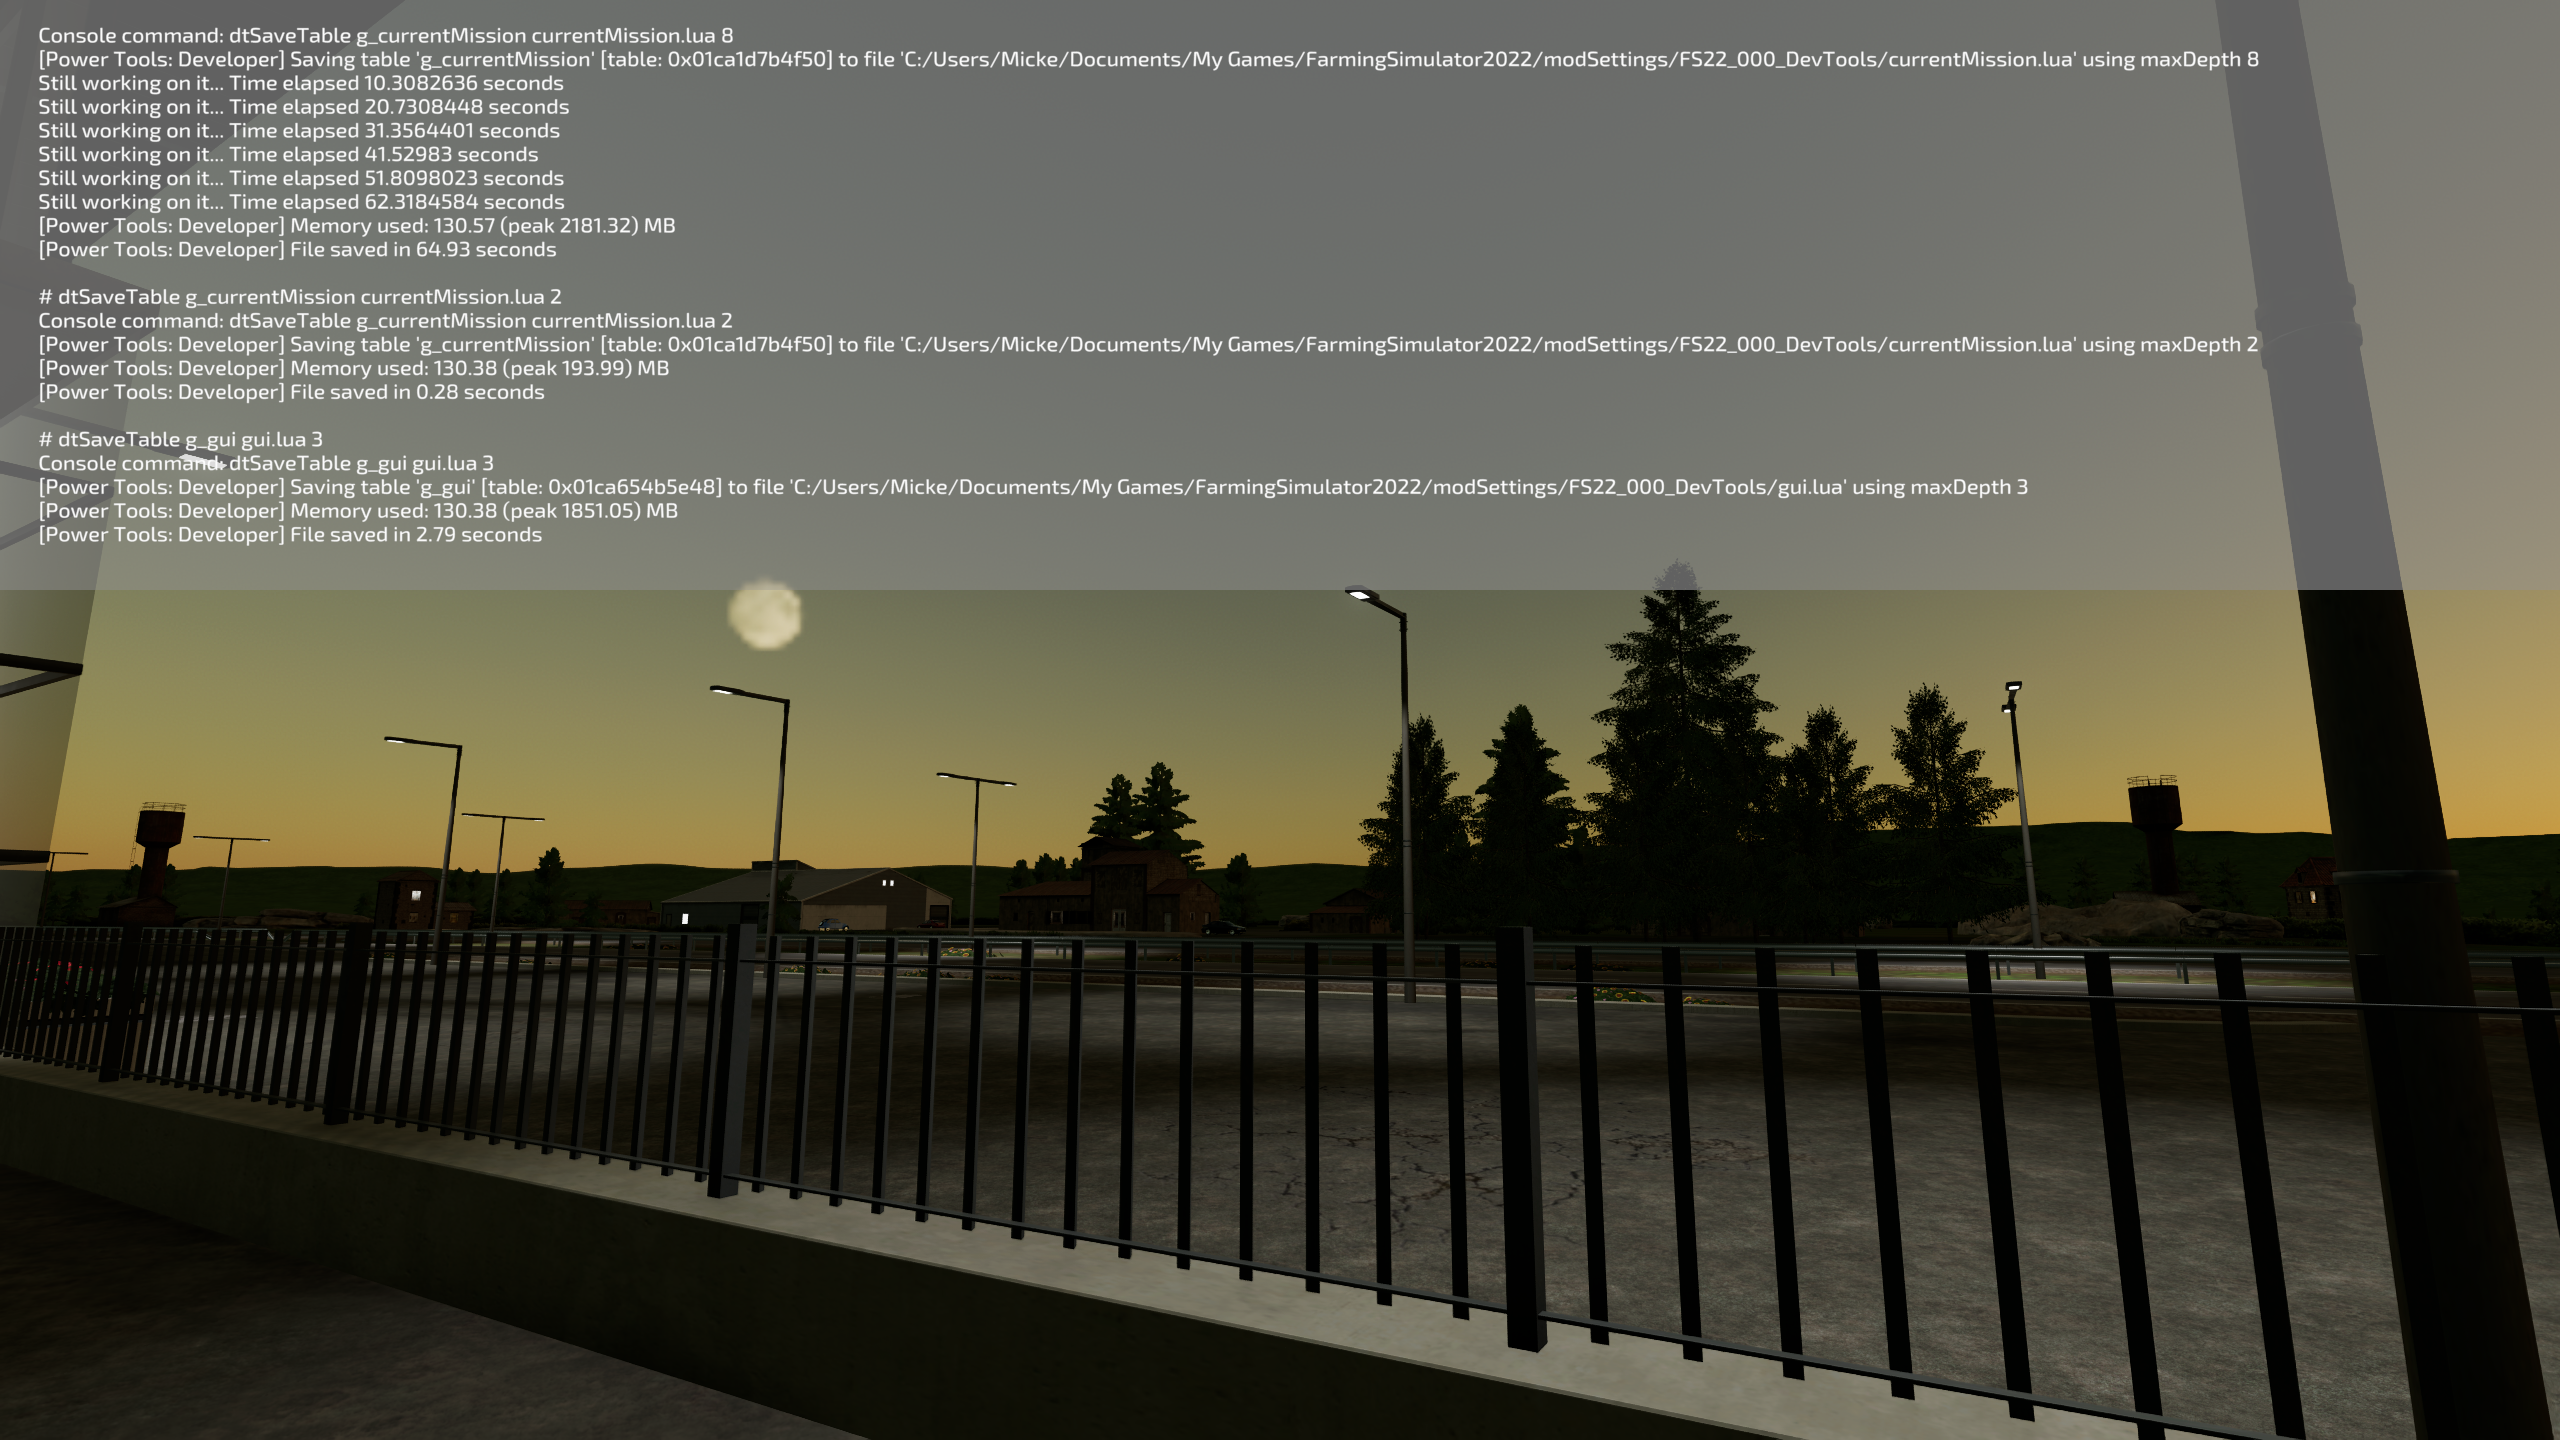 Console command: dtSaveTable g_currentMission currentMission.lua 8
[Power Tools: Developer] Saving table 'g_currentMission' [table: 0x01ca1d7b4f50] to file 'C:/Users/Micke/Documents/My Games/FarmingSimulator2022/modSettings/FS22_000_DevTools/currentMission.lua' using maxDepth 8
Still working on it... Time elapsed 10.3082636 seconds
Still working on it... Time elapsed 20.7308448 seconds
Still working on it... Time elapsed 31.3564401 seconds
Still working on it... Time elapsed 41.52983 seconds
Still working on it... Time elapsed 51.8098023 seconds
Still working on it... Time elapsed 62.3184584 seconds
[Power Tools: Developer] Memory used: 130.57 (peak 2181.32) MB
[Power Tools: Developer] File saved in 64.93 seconds
# dtSaveTable g_currentMission currentMission.lua 2
Console command: dtSaveTable g_currentMission currentMission.lua 2
[Power Tools: Developer] Saving table 'g_currentMission' [table: 0x01ca1d7b4f50] to file 'C:/Users/Micke/Documents/My Games/FarmingSimulator2022/modSettings/FS22_000_DevTools/currentMission.lua' using maxDepth 2
[Power Tools: Developer] Memory used: 130.38 (peak 193.99) MB
[Power Tools: Developer] File saved in 0.28 seconds
# dtSaveTable g_gui gui.lua 3
Console command: dtSaveTable g_gui gui.lua 3
[Power Tools: Developer] Saving table 'g_gui' [table: 0x01ca654b5e48] to file 'C:/Users/Micke/Documents/My Games/FarmingSimulator2022/modSettings/FS22_000_DevTools/gui.lua' using maxDepth 3
[Power Tools: Developer] Memory used: 130.38 (peak 1851.05) MB
[Power Tools: Developer] File saved in 2.79 seconds